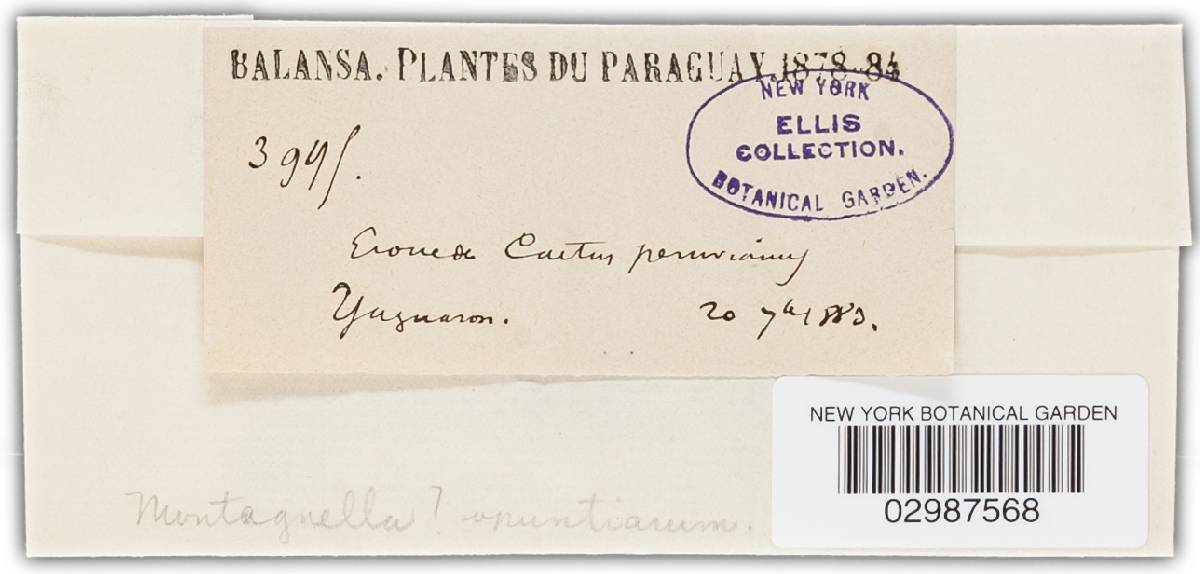 BALANSA. PLANTES DU PARAGUAY. 1878-84
NEW YORK
ELLIS
COLLECTION.
BOTANICAL GARDEN.
Cactus peruvianus
Yaguaron. 20 7bre 1883.
NEW YORK BOTANICAL GARDEN
02987568
Montagnella? opuntiarum.